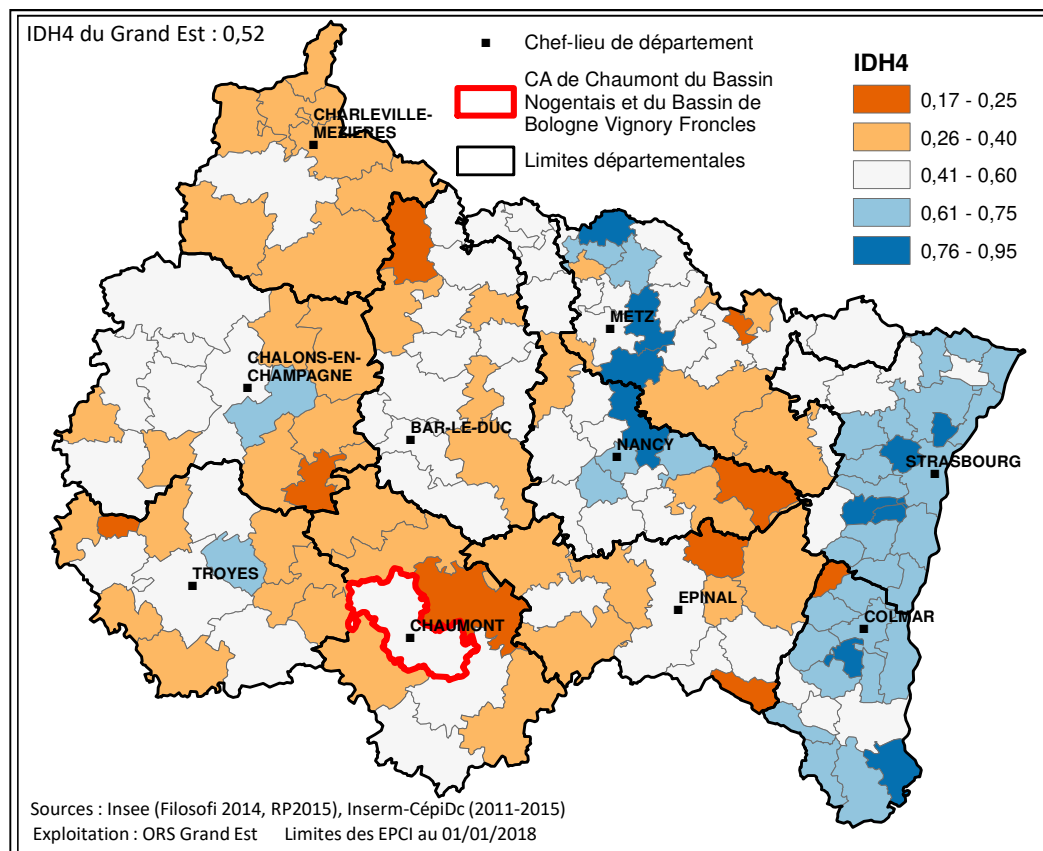 IDH4 du Grand Est : 0,52
Chef-lieu de département
CA de Chaumont du Bassin
Nogentais et du Bassin de
Bologne Vignory Froncles
Limites départementales
IDH4
0,17 - 0,25
0,26 - 0,40
0,41 - 0,60
0,61 - 0,75
0,76 - 0,95
CHARLEVILLE-
MEZIERES
METZ
CHALONS-EN-
CHAMPAGNE
BAR-LE-DUC
NANCY
STRASBOURG
TROYES
EPINAL
COLMAR
CHAUMONT
Sources : Insee (Filosofi 2014, RP2015), Inserm-CépiDc (2011-2015)
Exploitation : ORS Grand Est Limites des EPCI au 01/01/2018